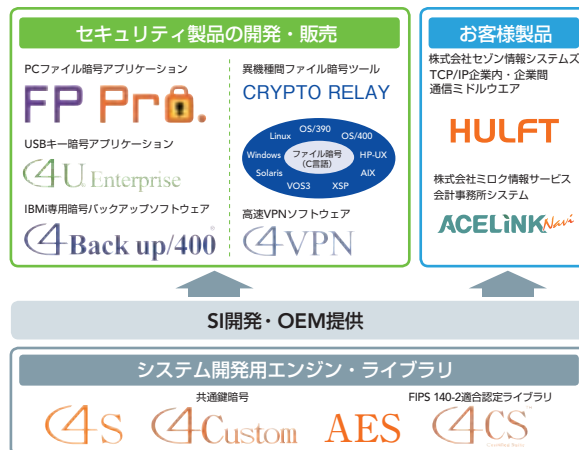 セキュリティ製品の開発・販売
PCファイル暗号アプリケーション
FP Pro.
USBキー暗号アプリケーション
C4U Enterprise
IBMi専用暗号バックアップソフトウェア
C4 Back up/400
異機種間ファイル暗号ツール
CRYPTO RELAY
OS/390
Linux
OS/400
Windows
ファイル暗号
(C言語)
HP-UX
Solaris
AIX
VOS3
XSP
高速VPNソフトウェア
C4VPN
お客様製品
株式会社セゾン情報システムズ
TCP/IP企業内・企業間
通信ミドルウエア
HULFT
株式会社ミロク情報サービス
会計事務所システム
ACELiNK Navi
SI開発・OEM提供
システム開発用エンジン・ライブラリ
共通鍵暗号
FIPS 140-2適合認定ライブラリ
C4S
C4Custom
AES
C4CS™